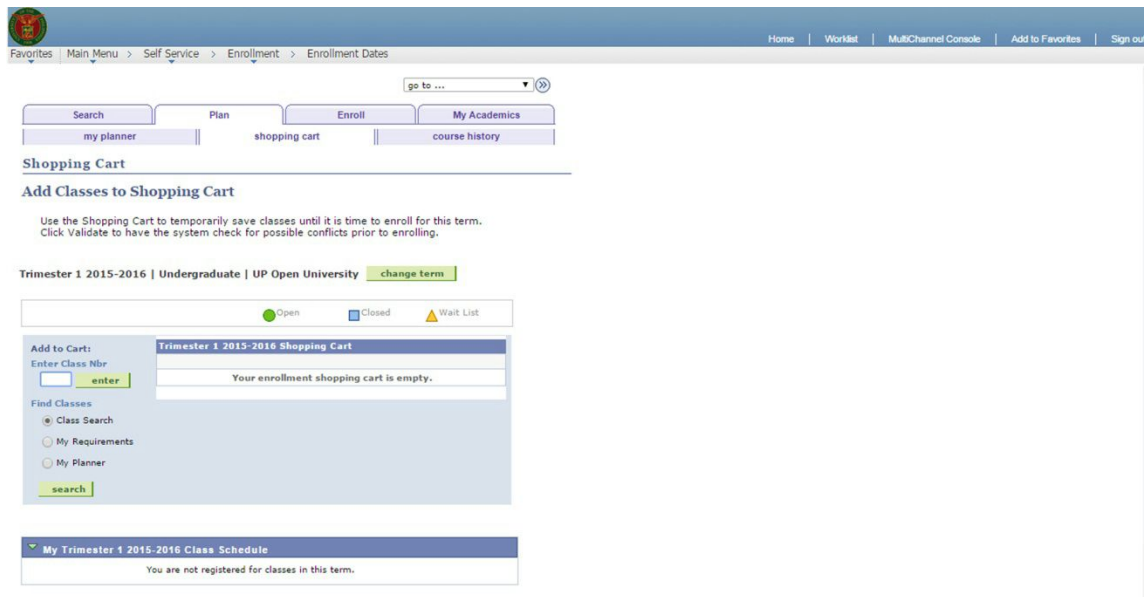 Home | Worklist | MultiChannel Console | Add to Favorites | Sign out
Favorites | Main Menu > Self Service > Enrollment > Enrollment Dates
go to ...
Search Plan Enroll My Academics
my planner shopping cart course history
Shopping Cart
Add Classes to Shopping Cart
Use the Shopping Cart to temporarily save classes until it is time to enroll for this term.
Click Validate to have the system check for possible conflicts prior to enrolling.
Trimester 1 2015-2016 | Undergraduate | UP Open University change term
Open Closed Wait List
Add to Cart:
Enter Class Nbr
enter
Find Classes
Class Search
My Requirements
My Planner
search
Trimester 1 2015-2016 Shopping Cart
Your enrollment shopping cart is empty.
My Trimester 1 2015-2016 Class Schedule
You are not registered for classes in this term.